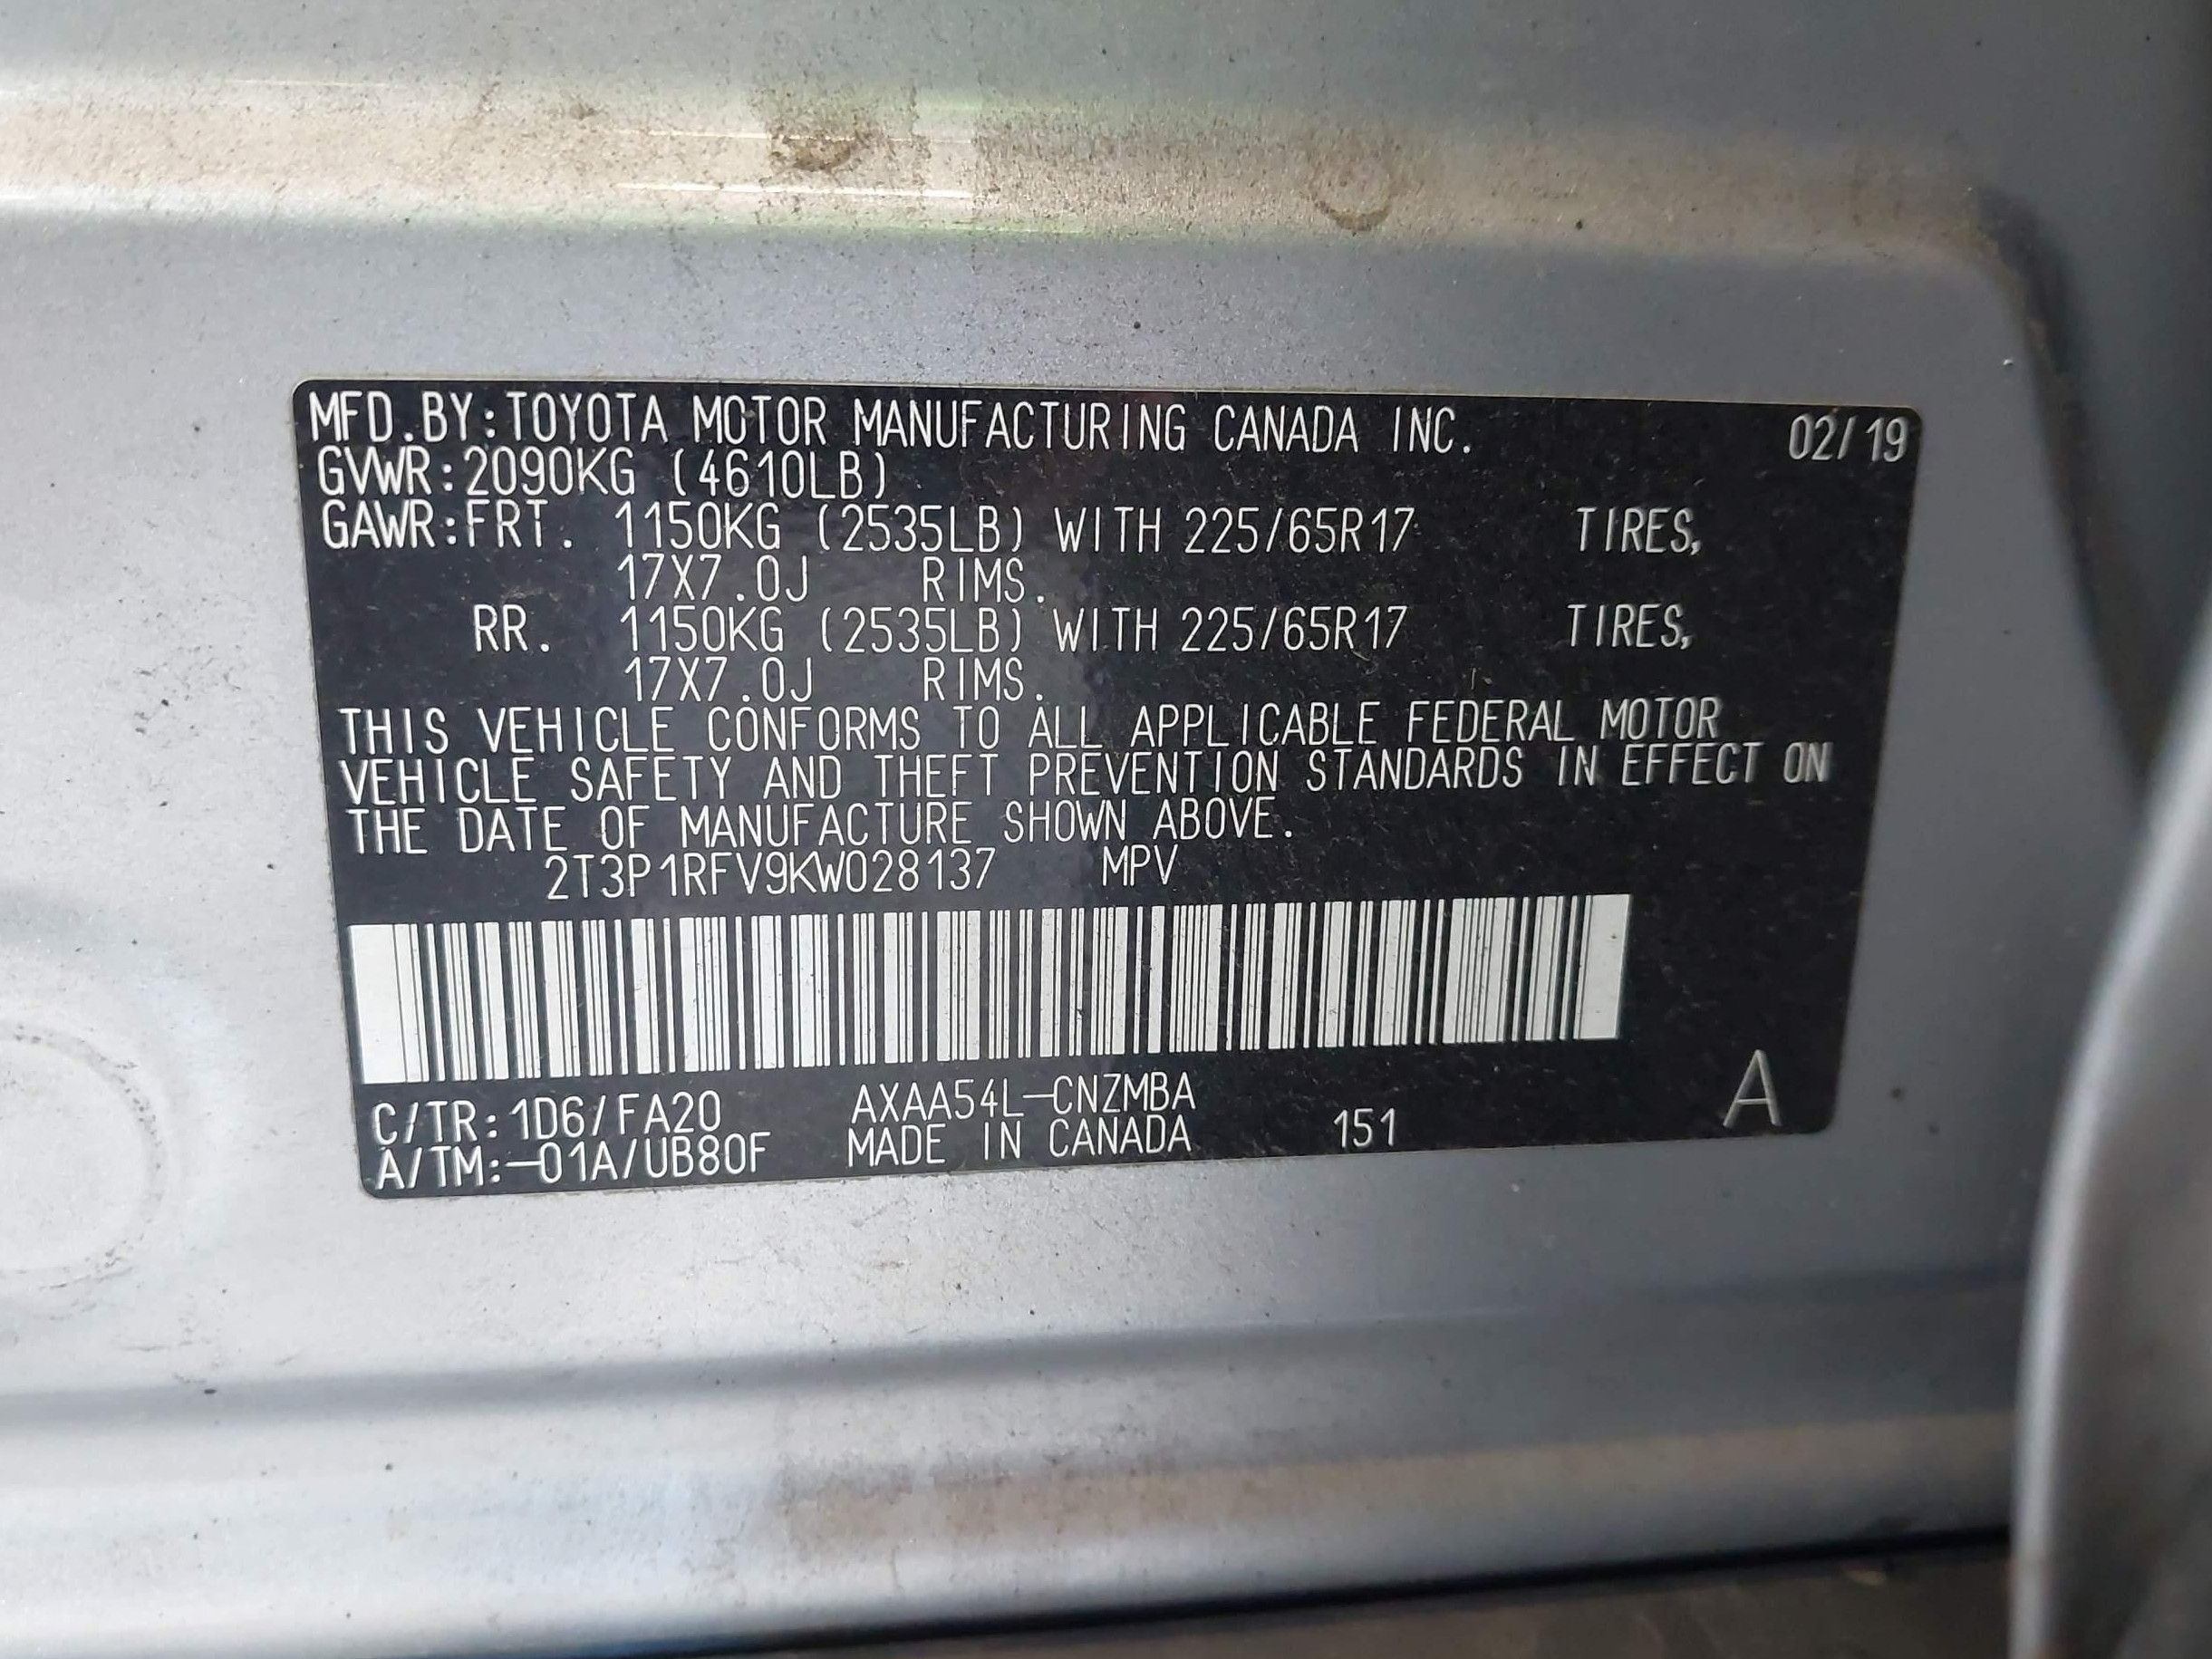 MFD.BY:TOYOTA MOTOR MANUFACTURING CANADA INC. 02/19
GVWR:2090KG (4610LB)
GAWR:FRT. 1150KG (2535LB) WITH 225/65R17 TIRES,
17X7.0J RIMS.
RR. 1150KG (2535LB) WITH 225/65R17 TIRES,
17X7.0J RIMS.
THIS VEHICLE CONFORMS TO ALL APPLICABLE FEDERAL MOTOR
VEHICLE SAFETY AND THEFT PREVENTION STANDARDS IN EFFECT ON
THE DATE OF MANUFACTURE SHOWN ABOVE.
2T3P1RFV9KW028137 MPV
C/TR:1D6/FA20 AXAA54L-CNZMBA
A/TM:-01A/UB80F MADE IN CANADA 151 A